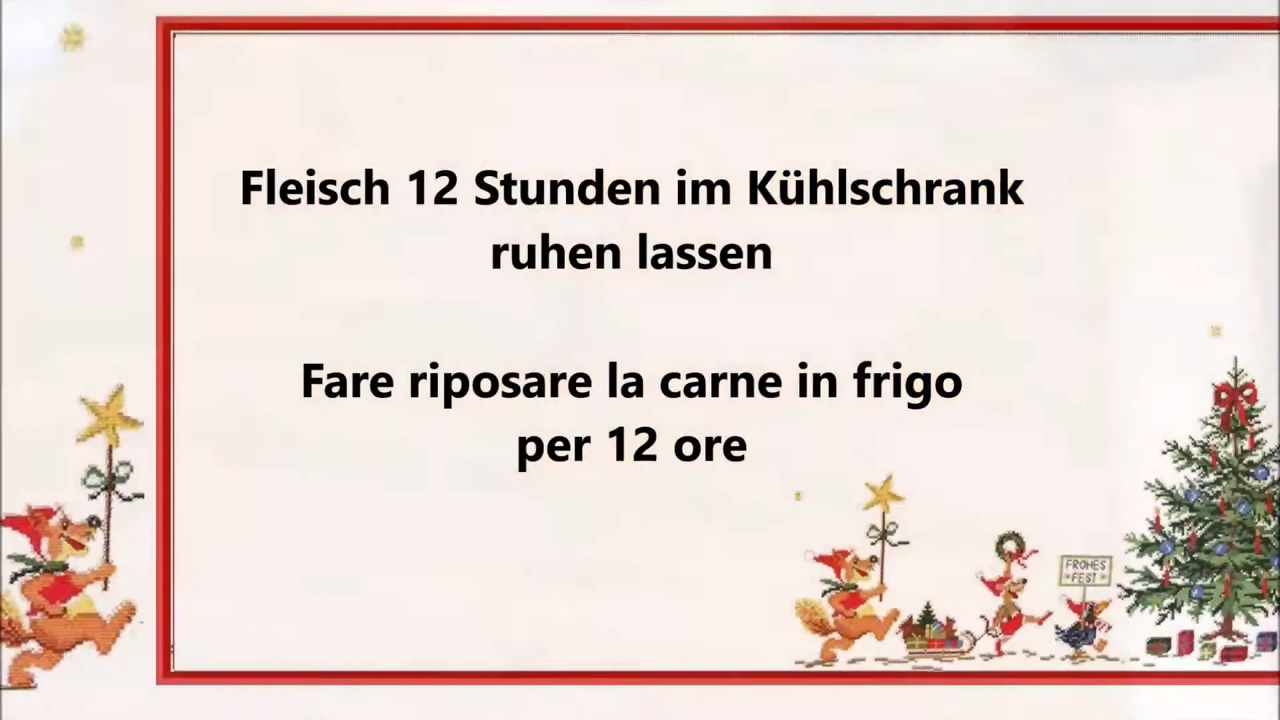 Fleisch 12 Stunden im Kühlschrank
ruhen lassen
Fare riposare la carne in frigo
per 12 ore
FROHES
FEST